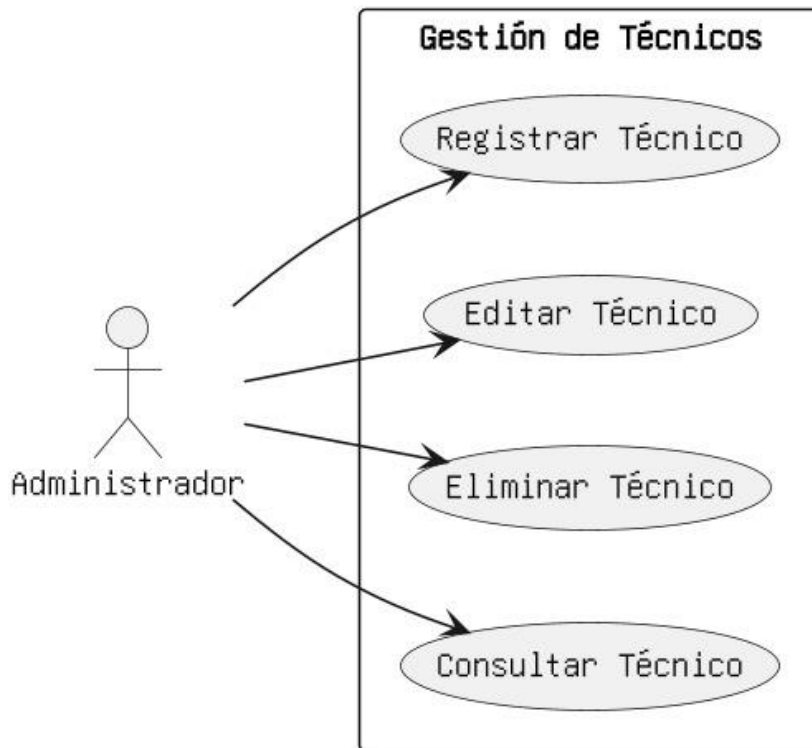 Gestión de Técnicos
Registrar Técnico
Editar Técnico
Eliminar Técnico
Administrador
Consultar Técnico